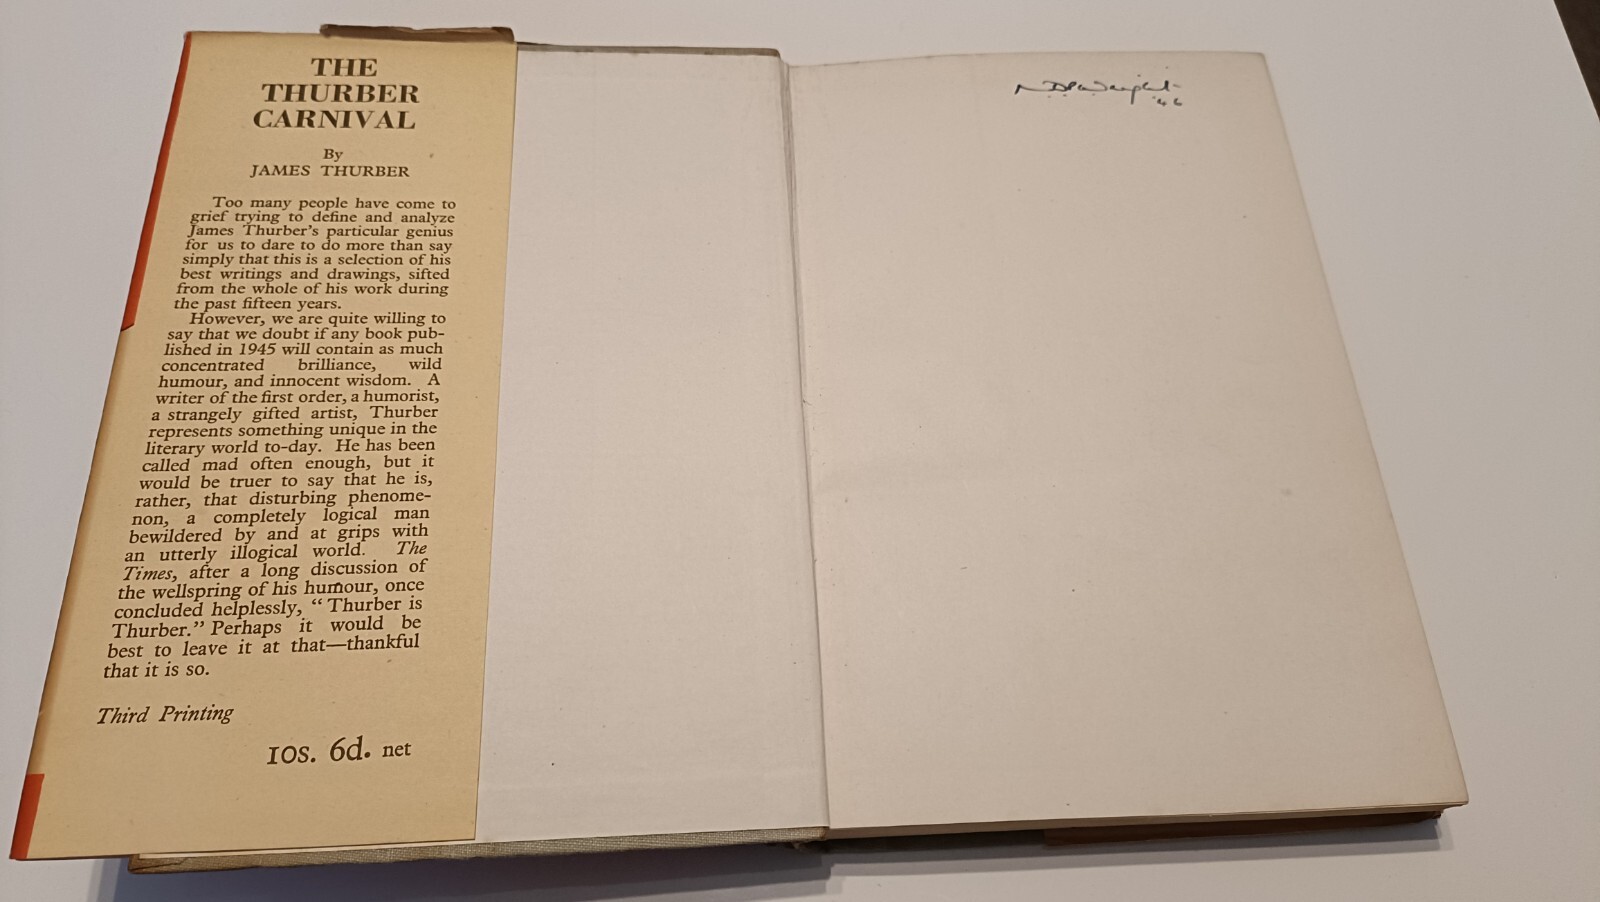 THE
THURBER
CARNIVAL
By
JAMES THURBER
Too many people have come to
grief trying to define and analyze
James Thurber's particular genius
for us to dare to do more than say
simply that this is a selection of his
best writings and drawings, sifted
from the whole of his work during
the past fifteen years.
However, we are quite willing to
say that we doubt if any book pub-
lished in 1945 will contain as much
concentrated brilliance, wild
humour, and innocent wisdom. A
writer of the first order, a humorist,
a strangely gifted artist, Thurber
represents something unique in the
literary world to-day. He has been
called mad often enough, but it
would be truer to say that he is,
rather, that disturbing phenome-
non, a completely logical man
bewildered by and at grips with
an utterly illogical world. The
Times, after a long discussion of
the wellspring of his humour, once
concluded helplessly, “Thurber is
Thurber.” Perhaps it would be
best to leave it at that—thankful
that it is so.
Third Printing
10s. 6d. net
Wright
'46